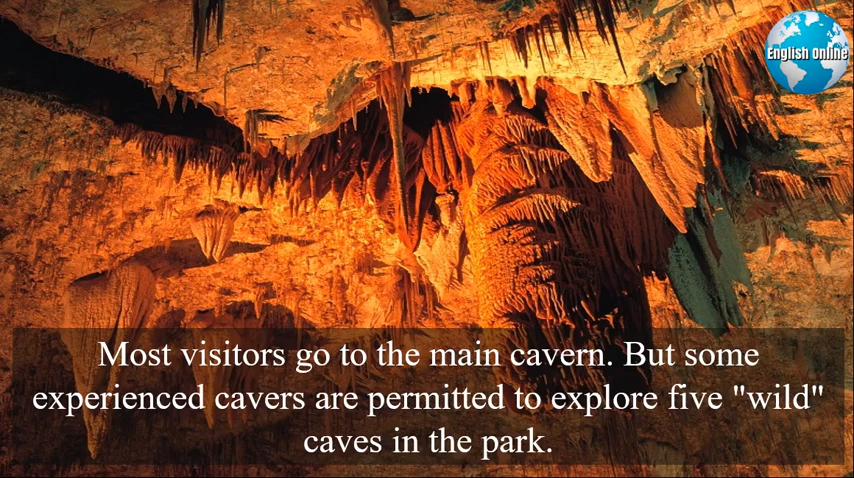 English Online
Most visitors go to the main cavern. But some
experienced cavers are permitted to explore five "wild"
caves in the park.